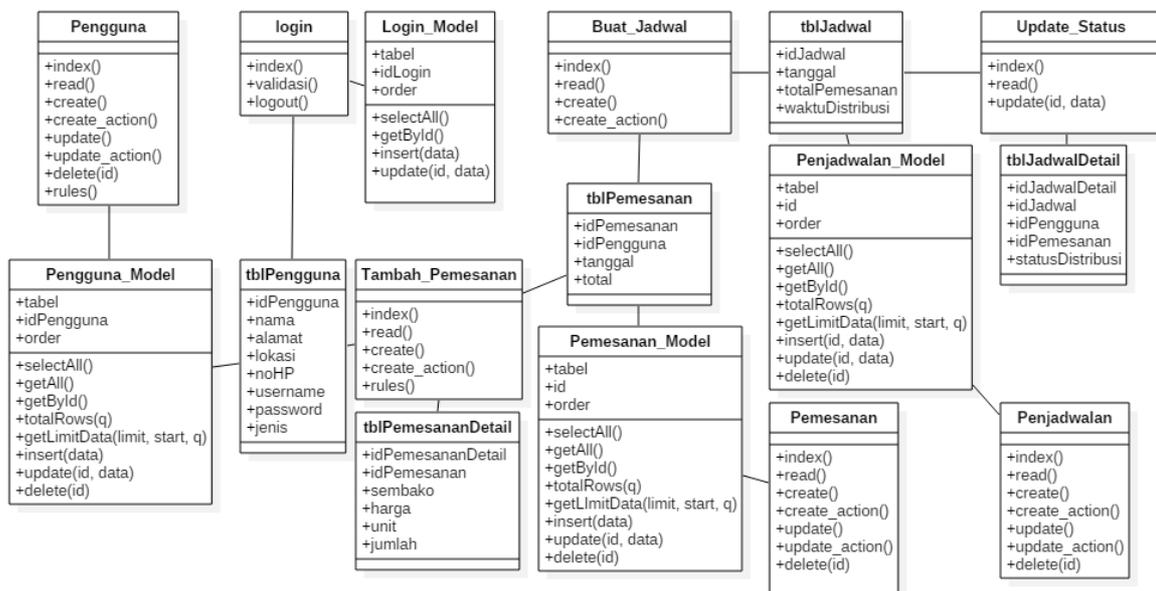 Pengguna
+index()
+read()
+create()
+create_action()
+update()
+update_action()
+delete(id)
+rules()
login
+index()
+validasi()
+logout()
Login_Model
+tabel
+idLogin
+order
+selectAll()
+getById()
+insert(data)
+update(id, data)
Buat_Jadwal
+index()
+read()
+create()
+create_action()
tblJadwal
+idJadwal
+tanggal
+totalPemesanan
+waktuDistribusi
Update_Status
+index()
+read()
+update(id, data)
Pengguna_Model
+tabel
+idPengguna
+order
+selectAll()
+getAll()
+getById()
+totalRows(q)
+getLimitData(limit, start, q)
+insert(data)
+update(id, data)
+delete(id)
tblPengguna
+idPengguna
+nama
+alamat
+lokasi
+noHP
+username
+password
+jenis
Tambah_Pemesanan
+index()
+read()
+create()
+create_action()
+rules()
tblPemesananDetail
+idPemesananDetail
+idPemesanan
+sembako
+harga
+unit
+jumlah
tblPemesanan
+idPemesanan
+idPengguna
+tanggal
+total
Pemesanan_Model
+tabel
+id
+order
+selectAll()
+getAll()
+getById()
+totalRows(q)
+getLImitData(limit, start, q)
+insert(data)
+update(id, data)
+delete(id)
Penjadwalan_Model
+tabel
+id
+order
+selectAll()
+getAll()
+getById()
+totalRows(q)
+getLimitData(limit, start, q)
+insert(id, data)
+update(id, data)
+delete(id)
tblJadwalDetail
+idJadwalDetail
+idJadwal
+idPengguna
+idPemesanan
+statusDistribusi
Pemesanan
+index()
+read()
+create()
+create_action()
+update()
+update_action()
+delete(id)
Penjadwalan
+index()
+read()
+create()
+create_action()
+update()
+update_action()
+delete(id)